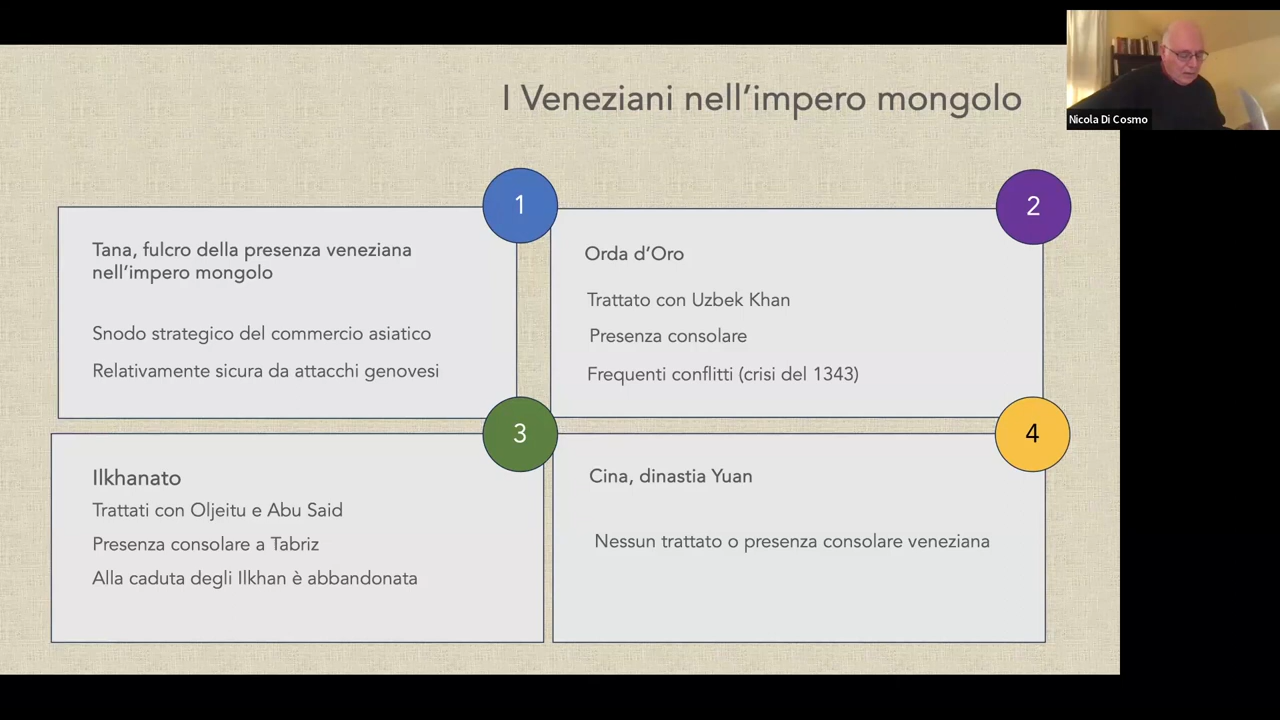 I Veneziani nell'impero mongolo
Nicola Di Cosmo
1
Tana, fulcro della presenza veneziana
nell'impero mongolo
Snodo strategico del commercio asiatico
Relativamente sicura da attacchi genovesi
2
Orda d'Oro
Trattato con Uzbek Khan
Presenza consolare
Frequenti conflitti (crisi del 1343)
3
Ilkhanato
Trattati con Oljeitu e Abu Said
Presenza consolare a Tabriz
Alla caduta degli Ilkhan è abbandonata
4
Cina, dinastia Yuan
Nessun trattato o presenza consolare veneziana